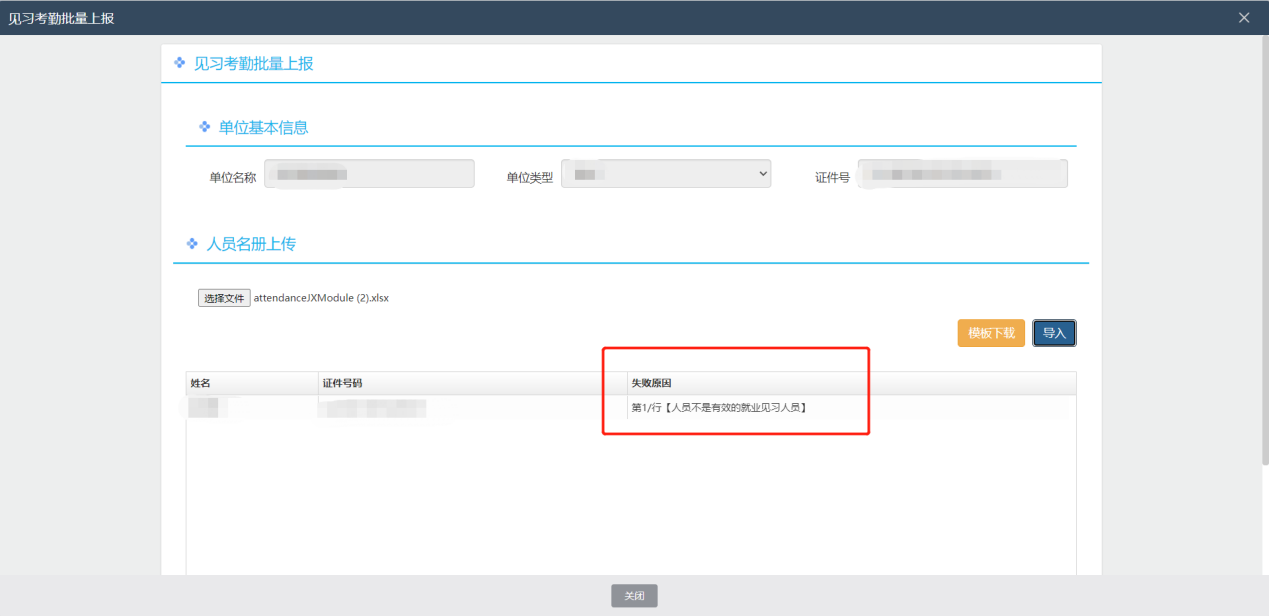 见习考勤批量上报
见习考勤批量上报
单位基本信息
单位名称 单位类型 证件号
人员名册上传
选择文件 attendanceJXModule (2).xlsx
模板下载 导入
姓名 证件号码 失败原因
第1/行【人员不是有效的就业见习人员】
关闭